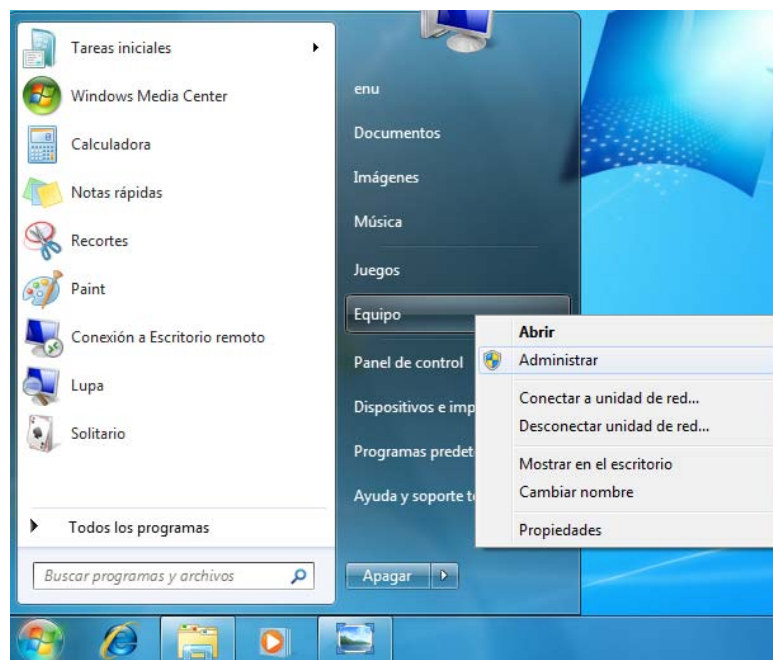 Tareas iniciales
Windows Media Center
Calculadora
Notas rápidas
Recortes
Paint
Conexión a Escritorio remoto
Lupa
Solitario
Todos los programas
Buscar programas y archivos
enu
Documentos
Imágenes
Música
Juegos
Equipo
Panel de control
Dispositivos e imp
Programas predet
Ayuda y soporte t
Apagar
Abrir
Administrar
Conectar a unidad de red...
Desconectar unidad de red...
Mostrar en el escritorio
Cambiar nombre
Propiedades